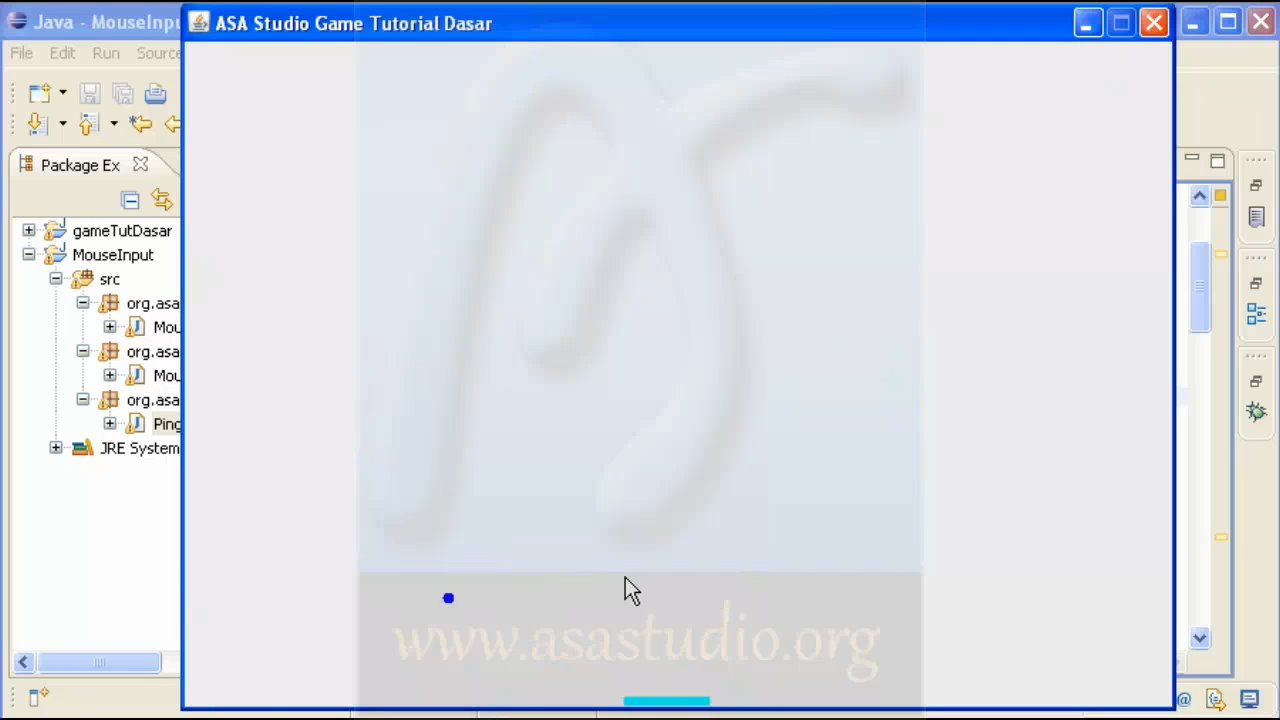 Java - MouseInpu
ASA Studio Game Tutorial Dasar
File Edit Run Source
Package Ex
gameTutDasar
MouseInput
src
org.asa
Mou
org.asa
Mou
org.asa
Ping
JRE System
www.asastudio.org